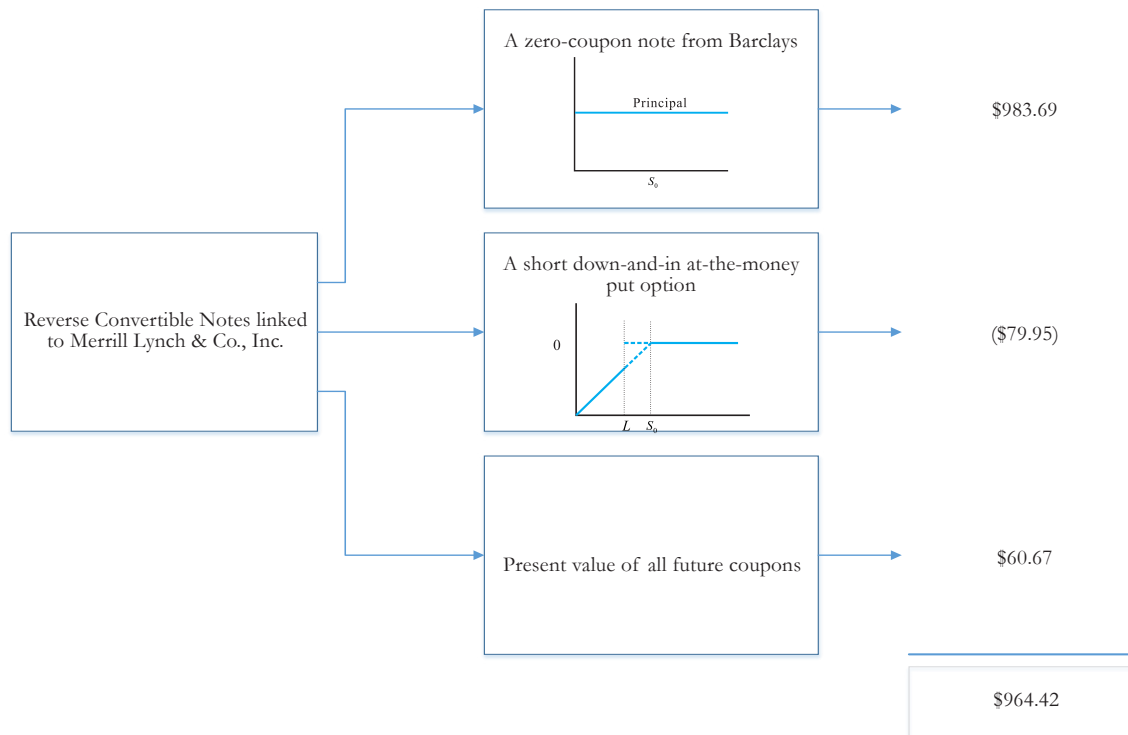 A zero-coupon note from Barclays
Principal
S₀
$983.69
Reverse Convertible Notes linked
to Merrill Lynch & Co., Inc.
A short down-and-in at-the-money
put option
0
L S₀
($79.95)
Present value of all future coupons
$60.67
$964.42